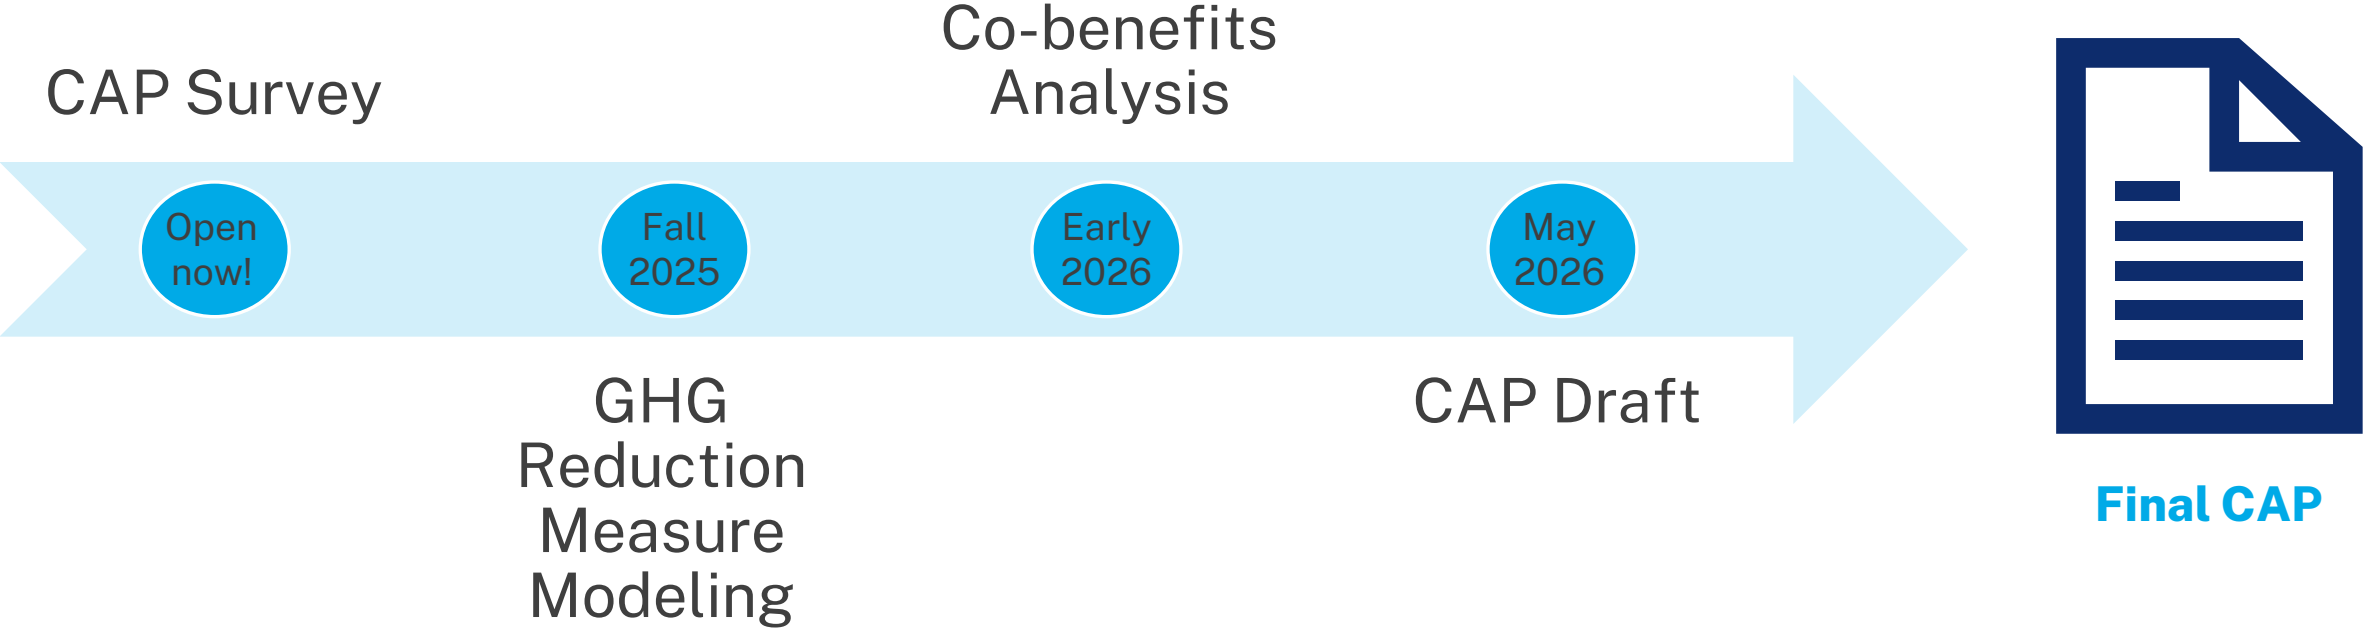 CAP Survey
Open
now!
Fall
2025
GHG
Reduction
Measure
Modeling
Co-benefits
Analysis
Early
2026
May
2026
CAP Draft
Final CAP